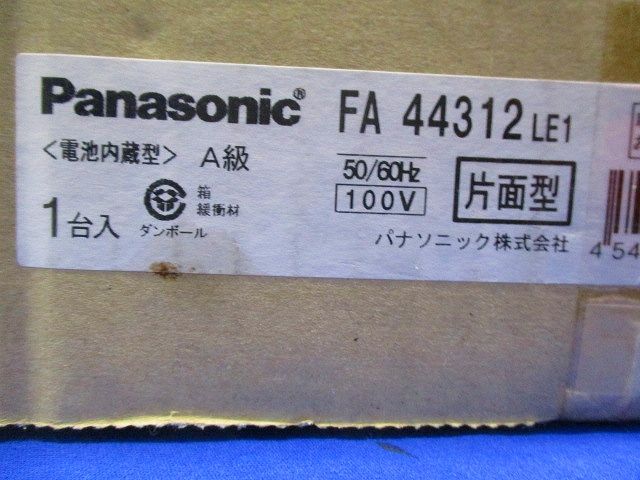 Panasonic® FA 44312 LE1
<電池内蔵型> A級
50/60Hz
100V
片面型
1台入
箱
緩衝材
ダンボール
パナソニック株式会社
4 54